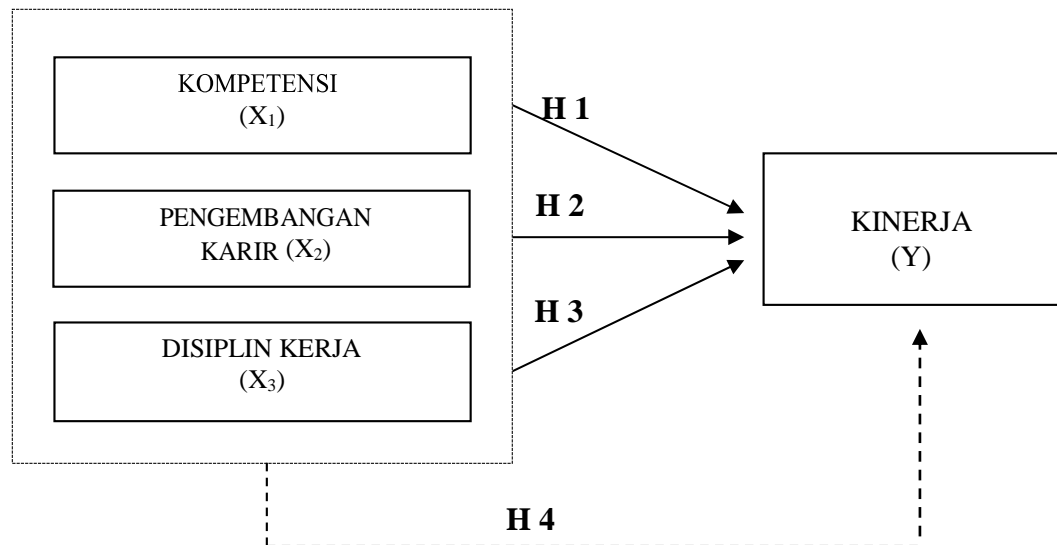 KOMPETENSI
(X₁)
H 1
PENGEMBANGAN
KARIR (X₂)
H 2
KINERJA
(Y)
H 3
DISIPLIN KERJA
(X₃)
H 4